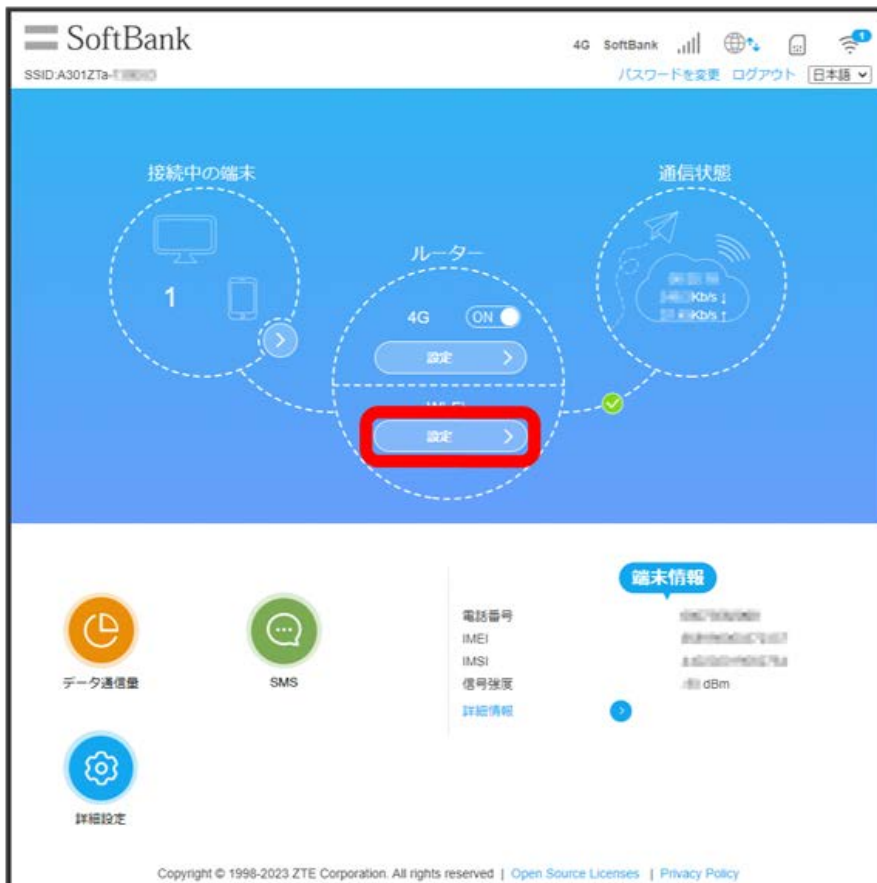 SoftBank
4G SoftBank
1
SSID:A301ZTa-
パスワードを変更 ログアウト 日本語
接続中の端末
通信状態
ルーター
1
4G ON
Kb/s ↓
Kb/s ↑
設定
設定
端末情報
電話番号
IMEI
IMSI
信号強度 dBm
詳細情報
データ通信量
SMS
詳細設定
Copyright © 1998-2023 ZTE Corporation. All rights reserved | Open Source Licenses | Privacy Policy